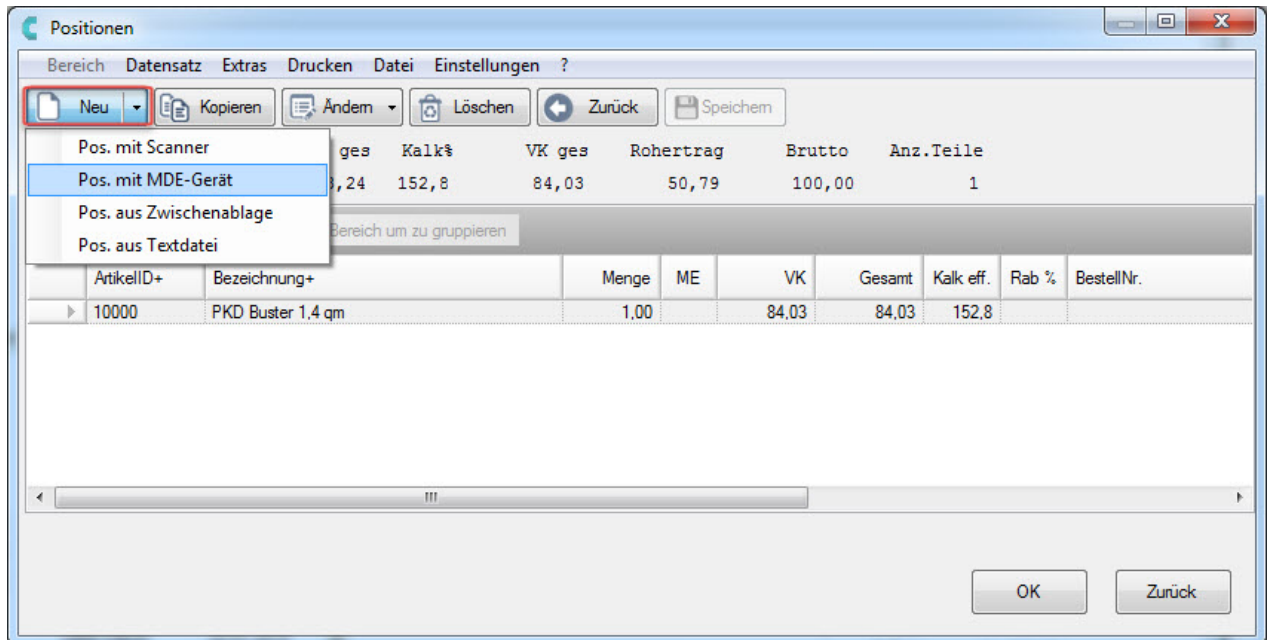 Positionen
Bereich Datensatz Extras Drucken Datei Einstellungen ?
Neu Kopieren Ändern Löschen Zurück Speichern
Pos. mit Scanner
Pos. mit MDE-Gerät
Pos. aus Zwischenablage
Pos. aus Textdatei
ges Kalk% VK ges Rohertrag Brutto Anz.Teile
,24 152,8 84,03 50,79 100,00 1
Bereich um zu gruppieren
ArtikelID+ Bezeichnung+ Menge ME VK Gesamt Kalk eff. Rab % BestellNr.
10000 PKD Buster 1,4 qm 1,00 84,03 84,03 152,8
OK Zurück